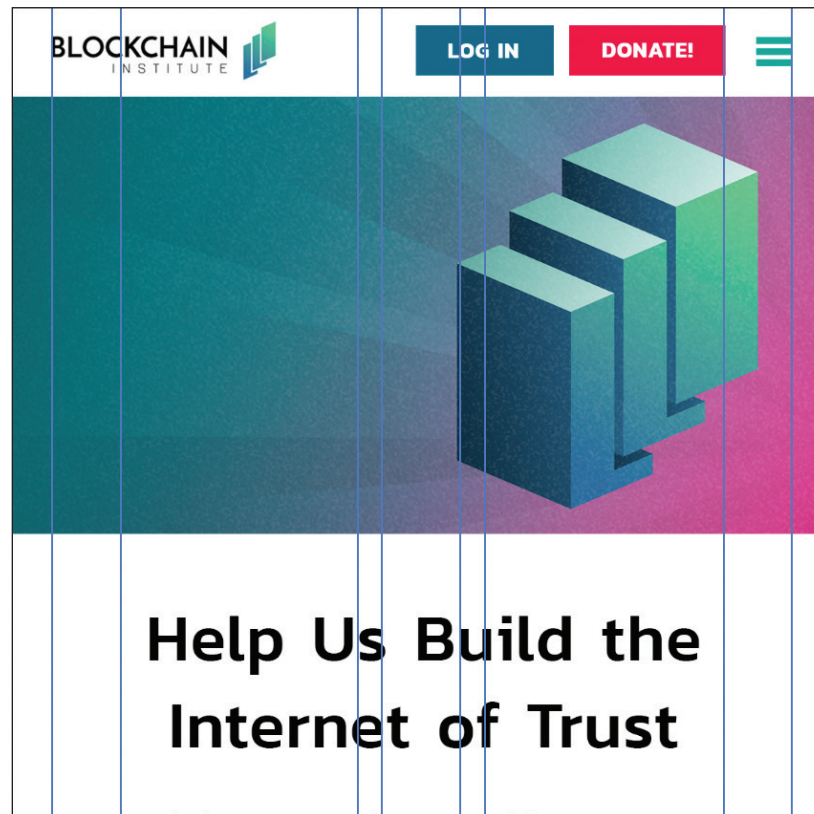 BLOCKCHAIN
INSTITUTE
LOG IN
DONATE!
Help Us Build the
Internet of Trust